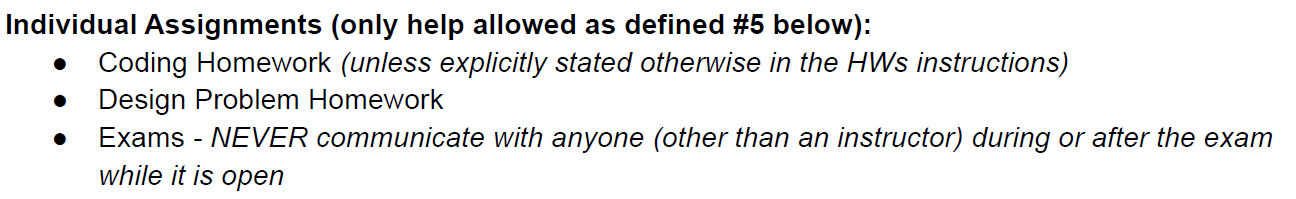 Individual Assignments (only help allowed as defined #5 below):
● Coding Homework (unless explicitly stated otherwise in the HWs instructions)
● Design Problem Homework
● Exams - NEVER communicate with anyone (other than an instructor) during or after the exam
while it is open